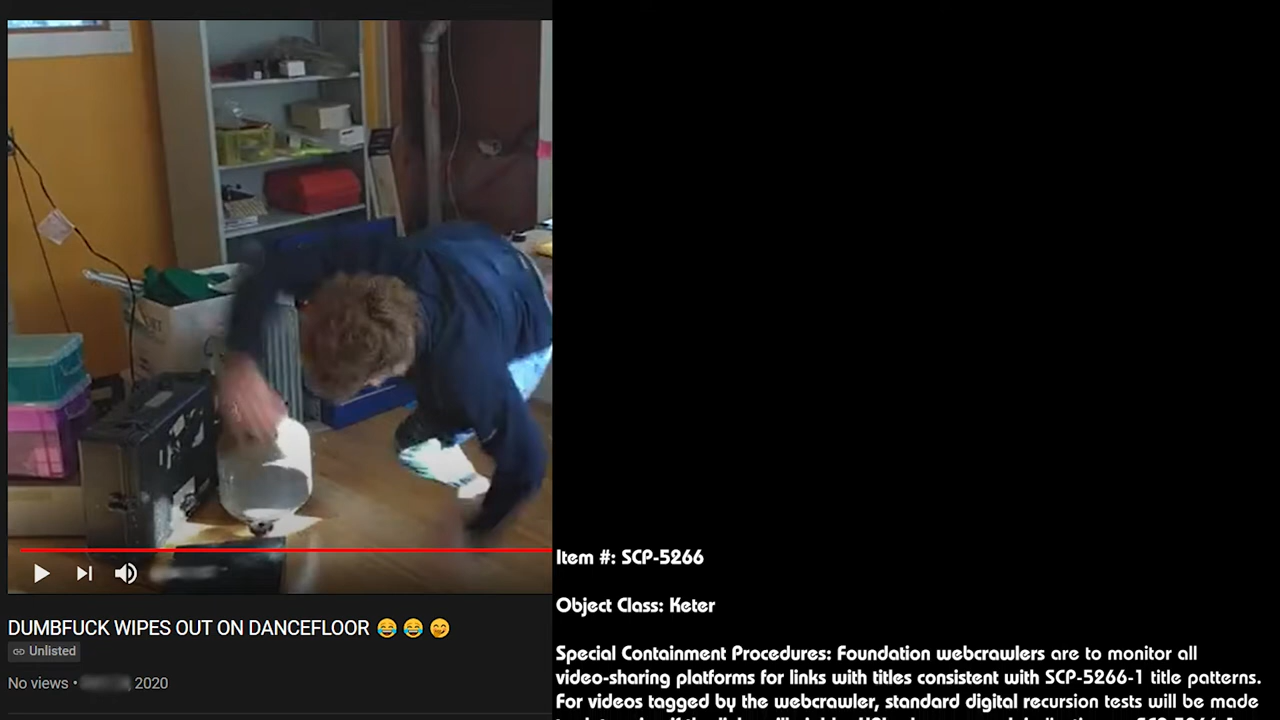 DUMBFUCK WIPES OUT ON DANCEFLOOR 😂 😂 🤭
Unlisted
No views • 2020
Item #: SCP-5266
Object Class: Keter
Special Containment Procedures: Foundation webcrawlers are to monitor all
video-sharing platforms for links with titles consistent with SCP-5266-1 title patterns.
For videos tagged by the webcrawler, standard digital recursion tests will be made